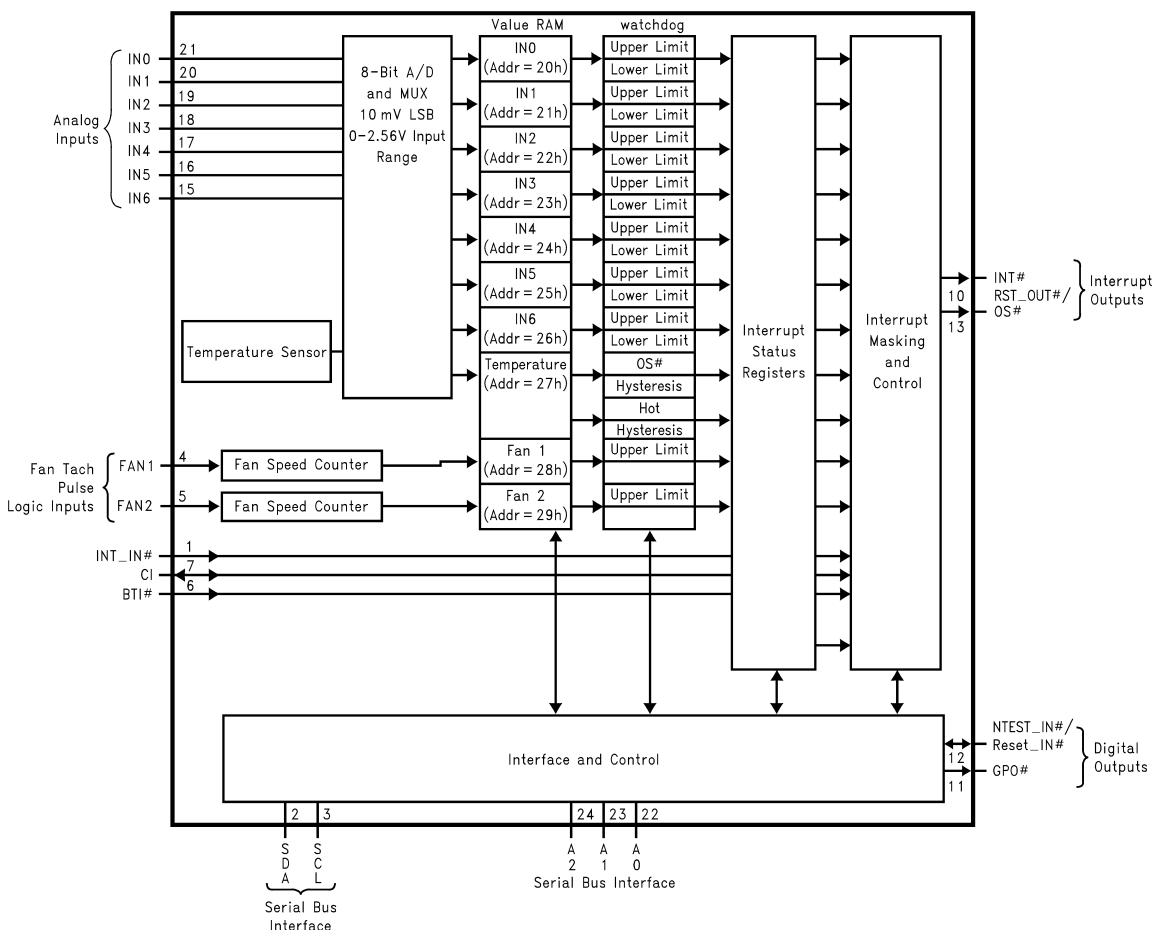 Value RAM
watchdog
Analog
Inputs
IN0
21
IN1
20
IN2
19
IN3
18
IN4
17
IN5
16
IN6
15
8-Bit A/D
and MUX
10 mV LSB
0-2.56V Input
Range
Temperature Sensor
IN0
(Addr = 20h)
IN1
(Addr = 21h)
IN2
(Addr = 22h)
IN3
(Addr = 23h)
IN4
(Addr = 24h)
IN5
(Addr = 25h)
IN6
(Addr = 26h)
Temperature
(Addr = 27h)
Fan 1
(Addr = 28h)
Fan 2
(Addr = 29h)
Upper Limit
Lower Limit
Upper Limit
Lower Limit
Upper Limit
Lower Limit
Upper Limit
Lower Limit
Upper Limit
Lower Limit
Upper Limit
Lower Limit
Upper Limit
Lower Limit
OS#
Hysteresis
Hot
Hysteresis
Upper Limit
Upper Limit
Interrupt
Status
Registers
Interrupt
Masking
and
Control
INT#
10
RST_OUT#/
OS#
13
Interrupt
Outputs
Fan Tach
Pulse
Logic Inputs
FAN1
4
Fan Speed Counter
FAN2
5
Fan Speed Counter
INT_IN#
1
CI
7
BTI#
6
Interface and Control
NTEST_IN#/
Reset_IN#
12
GPO#
11
Digital
Outputs
2
3
24
23
22
SDA
SCL
A2
A1
A0
Serial Bus Interface
Serial Bus
Interface